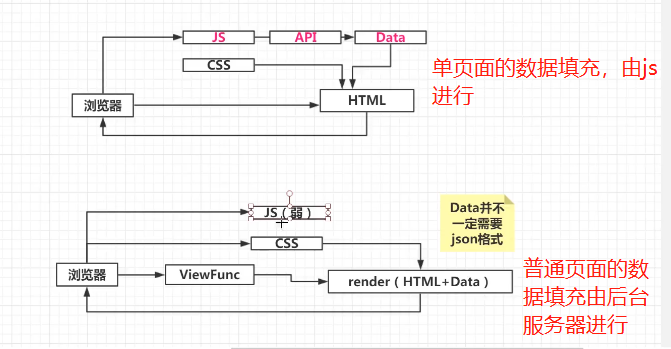 JS
API
Data
CSS
浏览器
HTML
单页面的数据填充，由js
进行
JS（弱）
CSS
浏览器
ViewFunc
render（HTML+Data）
Data并不
一定需要
json格式
普通页面的数
据填充由后台
服务器进行